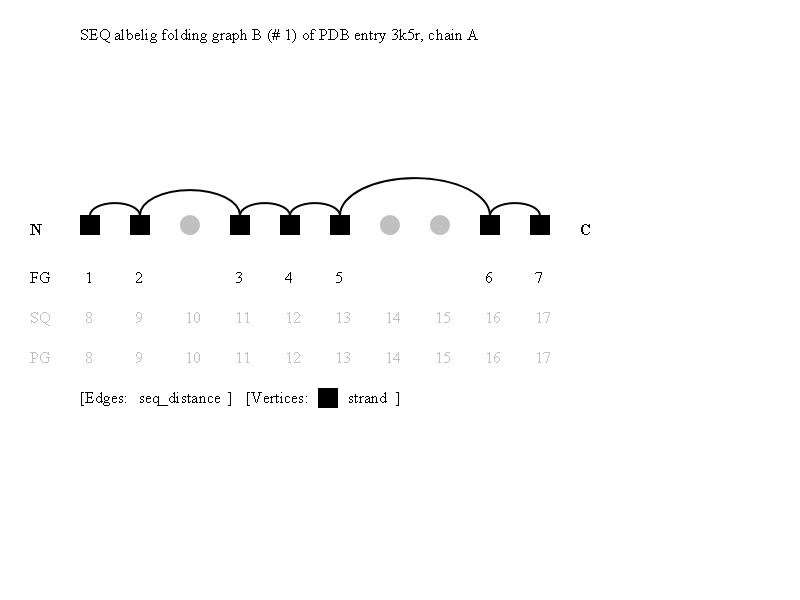 SEQ albelig folding graph B (# 1) of PDB entry 3k5r, chain A
N C
FG 1 2 3 4 5 6 7
SQ 8 9 10 11 12 13 14 15 16 17
PG 8 9 10 11 12 13 14 15 16 17
[Edges: seq_distance ] [Vertices: strand ]